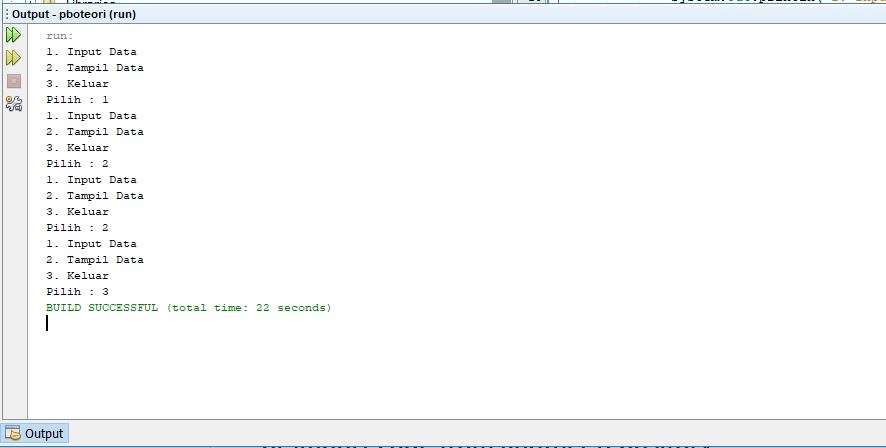 Output - pboteori (run)
run:
1. Input Data
2. Tampil Data
3. Keluar
Pilih : 1
1. Input Data
2. Tampil Data
3. Keluar
Pilih : 2
1. Input Data
2. Tampil Data
3. Keluar
Pilih : 2
1. Input Data
2. Tampil Data
3. Keluar
Pilih : 3
BUILD SUCCESSFUL (total time: 22 seconds)
Output